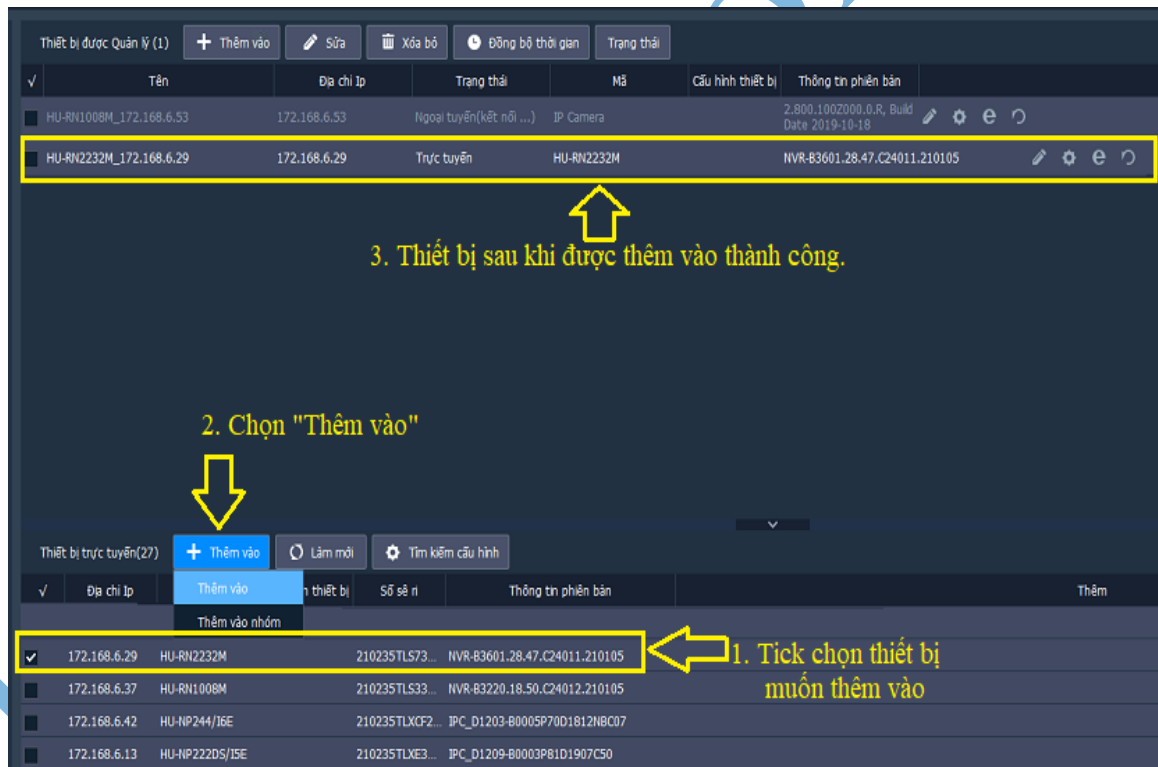 Thiết bị được Quản lý (1) Thêm vào Sửa Xóa bỏ Đồng bộ thời gian Trạng thái
√ Tên Địa chỉ Ip Trạng thái Mã Cấu hình thiết bị Thông tin phiên bản
HU-RN1008M_172.168.6.53 172.168.6.53 Ngoại tuyến(kết nối ...) IP Camera 2.800.100Z000.0.R, Build
Date 2019-10-18
HU-RN2232M_172.168.6.29 172.168.6.29 Trực tuyến HU-RN2232M NVR-B3601.28.47.C24011.210105
3. Thiết bị sau khi được thêm vào thành công.
2. Chọn "Thêm vào"
Thiết bị trực tuyến(27) Thêm vào Làm mới Tìm kiếm cấu hình
√ Địa chỉ Ip thiết bị Số sê ri Thông tin phiên bản Thêm
Thêm vào
Thêm vào nhóm
172.168.6.29 HU-RN2232M 210235TLS73... NVR-B3601.28.47.C24011.210105
1. Tick chọn thiết bị
muốn thêm vào
172.168.6.37 HU-RN1008M 210235TLS33... NVR-B3220.18.50.C24012.210105
172.168.6.42 HU-NP244/I6E 210235TLXCF2... IPC_D1203-B0005P70D1812NBC07
172.168.6.13 HU-NP222DS/I5E 210235TLXE3... IPC_D1209-B0003P81D1907C50